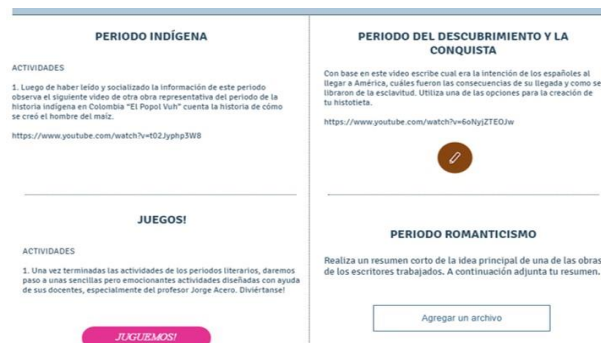 PERIODO INDÍGENA
ACTIVIDADES
1. Luego de haber leído y socializado la información de este periodo
observa el siguiente video de otra obra representativa del periodo de la
historia indígena en Colombia "El Popol Vuh" cuenta la historia de cómo
se creó el hombre del maíz.
https://www.youtube.com/watch?v=t02Jyphp3W8
PERIODO DEL DESCUBRIMIENTO Y LA
CONQUISTA
Con base en este video escribe cual era la intención de los españoles al
llegar a América, cuáles fueron las consecuencias de su llegada y como se
libraron de la esclavitud. Utiliza una de las opciones para la creación de
tu histotieta.
https://www.youtube.com/watch?v=6oNyjZTEOJw
JUEGOS!
ACTIVIDADES
1. Una vez terminadas las actividades de los periodos literarios, daremos
paso a unas sencillas pero emocionantes actividades diseñadas con ayuda
de sus docentes, especialmente del profesor Jorge Acero. Diviértanse!
JUGUEMOS!
PERIODO ROMANTICISMO
Realiza un resumen corto de la idea principal de una de las obras
de los escritores trabajados. A continuación adjunta tu resumen.
Agregar un archivo